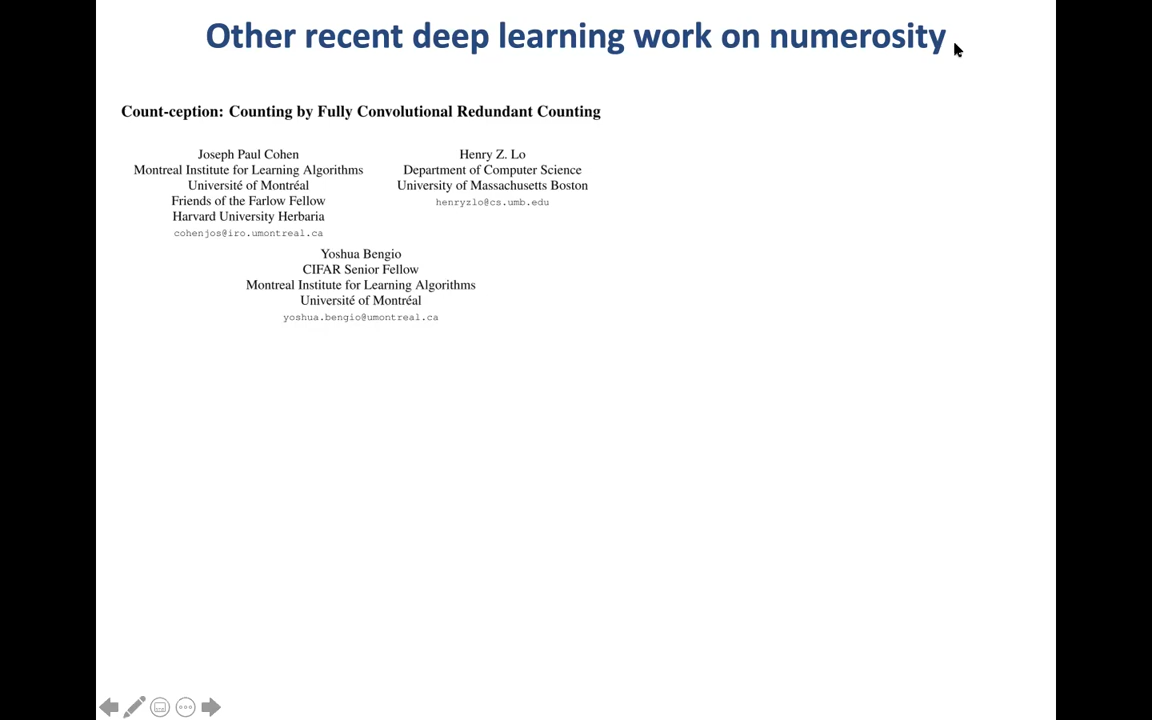 Other recent deep learning work on numerosity
Count-ception: Counting by Fully Convolutional Redundant Counting
Joseph Paul Cohen
Montreal Institute for Learning Algorithms
Université of Montréal
Friends of the Farlow Fellow
Harvard University Herbaria
cohenjos@iro.umontreal.ca
Henry Z. Lo
Department of Computer Science
University of Massachusetts Boston
henryzlo@cs.umb.edu
Yoshua Bengio
CIFAR Senior Fellow
Montreal Institute for Learning Algorithms
Université of Montréal
yoshua.bengio@umontreal.ca